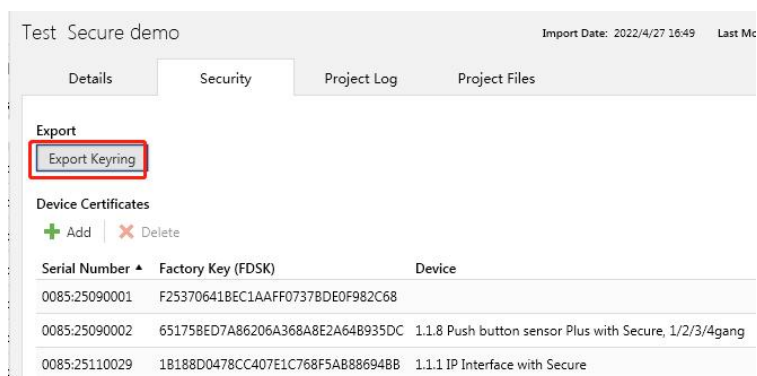 Test Secure demo
Import Date: 2022/4/27 16:49 Last Mo
Details Security Project Log Project Files
Export
Export Keyring
Device Certificates
Add Delete
Serial Number Factory Key (FDSK) Device
0085:25090001 F25370641BEC1AAFF0737BDE0F982C68
0085:25090002 65175BED7A86206A368A8E2A64B935DC 1.1.8 Push button sensor Plus with Secure, 1/2/3/4gang
0085:25110029 1B188D0478CC407E1C768F5AB88694BB 1.1.1 IP Interface with Secure